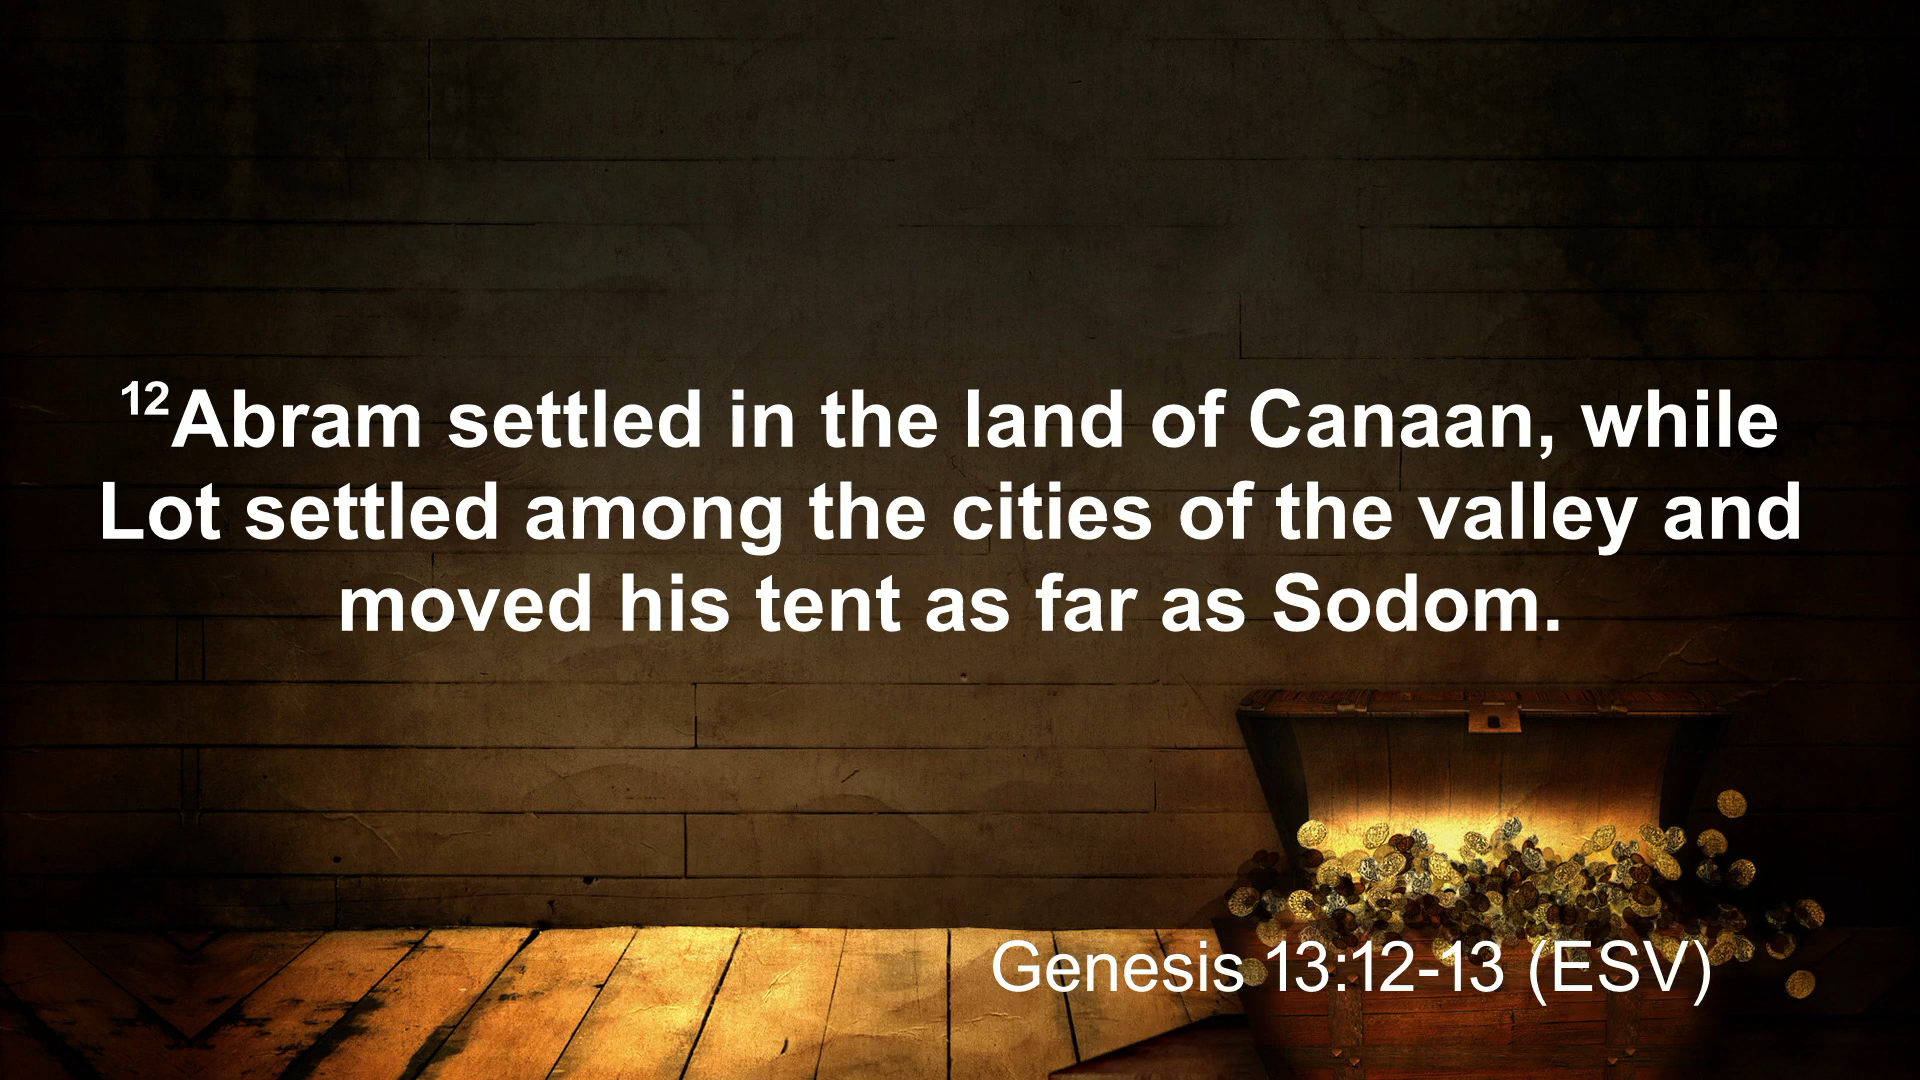 ¹²Abram settled in the land of Canaan, while
Lot settled among the cities of the valley and
moved his tent as far as Sodom.
Genesis 13:12-13 (ESV)